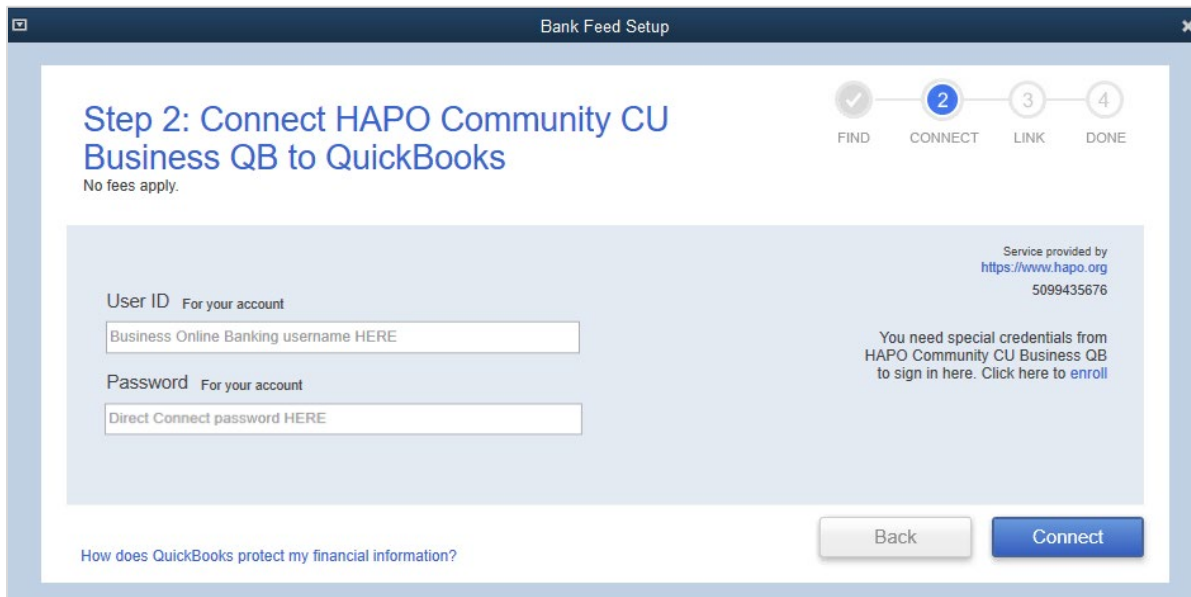 Bank Feed Setup
Step 2: Connect HAPO Community CU
Business QB to QuickBooks
No fees apply.
2
3
4
FIND
CONNECT
LINK
DONE
Service provided by
https://www.hapo.org
5099435676
User ID For your account
Business Online Banking username HERE
You need special credentials from
HAPO Community CU Business QB
to sign in here. Click here to enroll
Password For your account
Direct Connect password HERE
How does QuickBooks protect my financial information?
Back
Connect